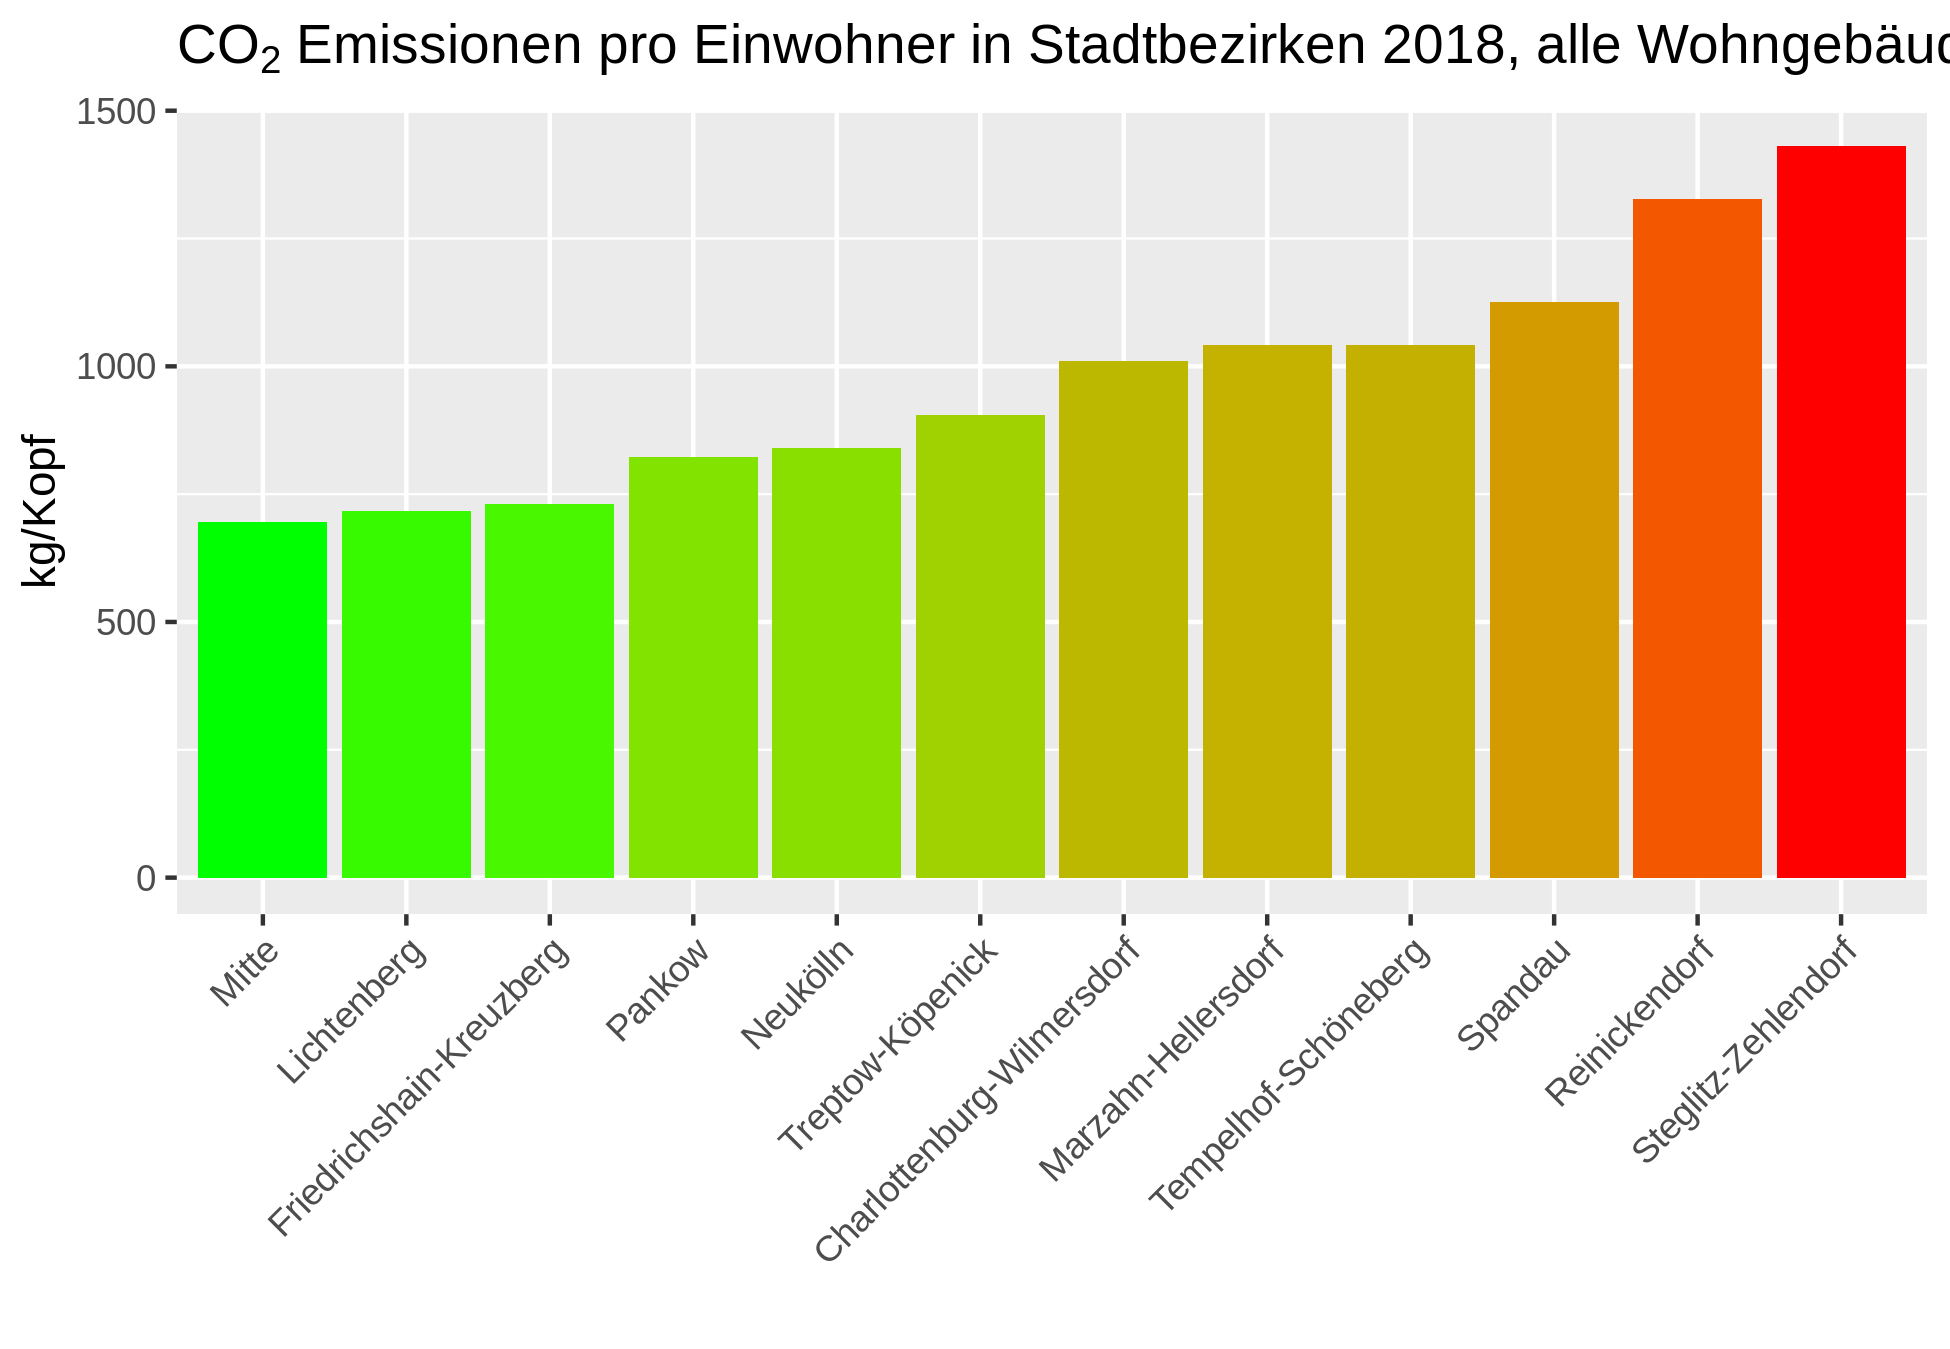 CO₂ Emissionen pro Einwohner in Stadtbezirken 2018, alle
kg/Kopf
1500
1000
500
0
Mitte
Lichtenberg
Friedrichshain-Kreuzberg
Pankow
Neukölln
Treptow-Köpenick
Charlottenburg-Wilmersdorf
Marzahn-Hellersdorf
Tempelhof-Schöneberg
Spandau
Reinickendorf
Steglitz-Zehlendorf